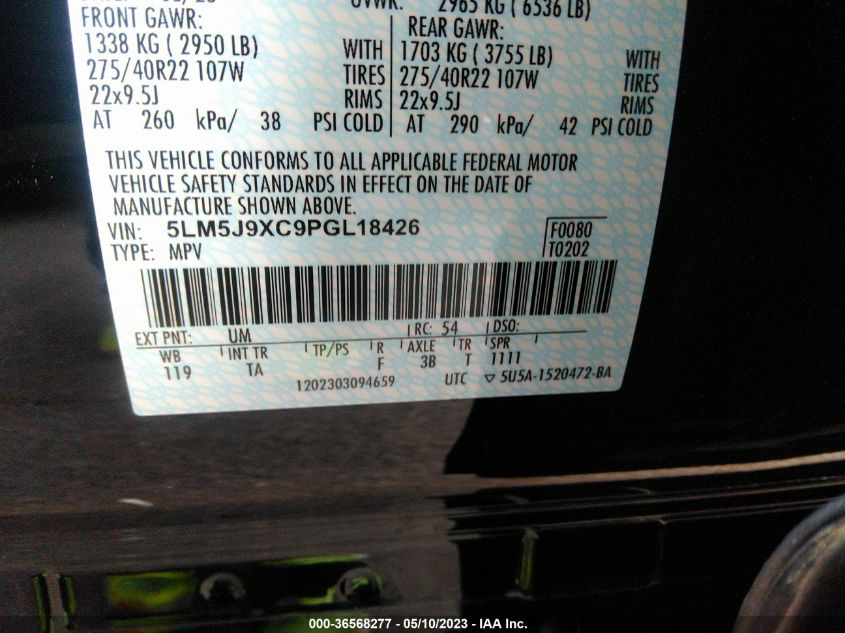 GVWR: 2965 KG ( 6536 LB)
FRONT GAWR:
1338 KG ( 2950 LB) WITH
275/40R22 107W TIRES
22x9.5J RIMS
AT 260 kPa/ 38 PSI COLD
REAR GAWR:
1703 KG ( 3755 LB) WITH
275/40R22 107W TIRES
22x9.5J RIMS
AT 290 kPa/ 42 PSI COLD
THIS VEHICLE CONFORMS TO ALL APPLICABLE FEDERAL MOTOR
VEHICLE SAFETY STANDARDS IN EFFECT ON THE DATE OF
MANUFACTURE SHOWN ABOVE.
VIN: 5LM5J9XC9PGL18426 F0080
TYPE: MPV T0202
EXT PNT: UM RC: 54 DSO:
WB INT TR TP/PS R AXLE TR SPR
119 TA F 3B T 1111
1202303094659 UTC ▽ 5U5A-1520472-BA
000-36568277 - 05/10/2023 - IAA Inc.